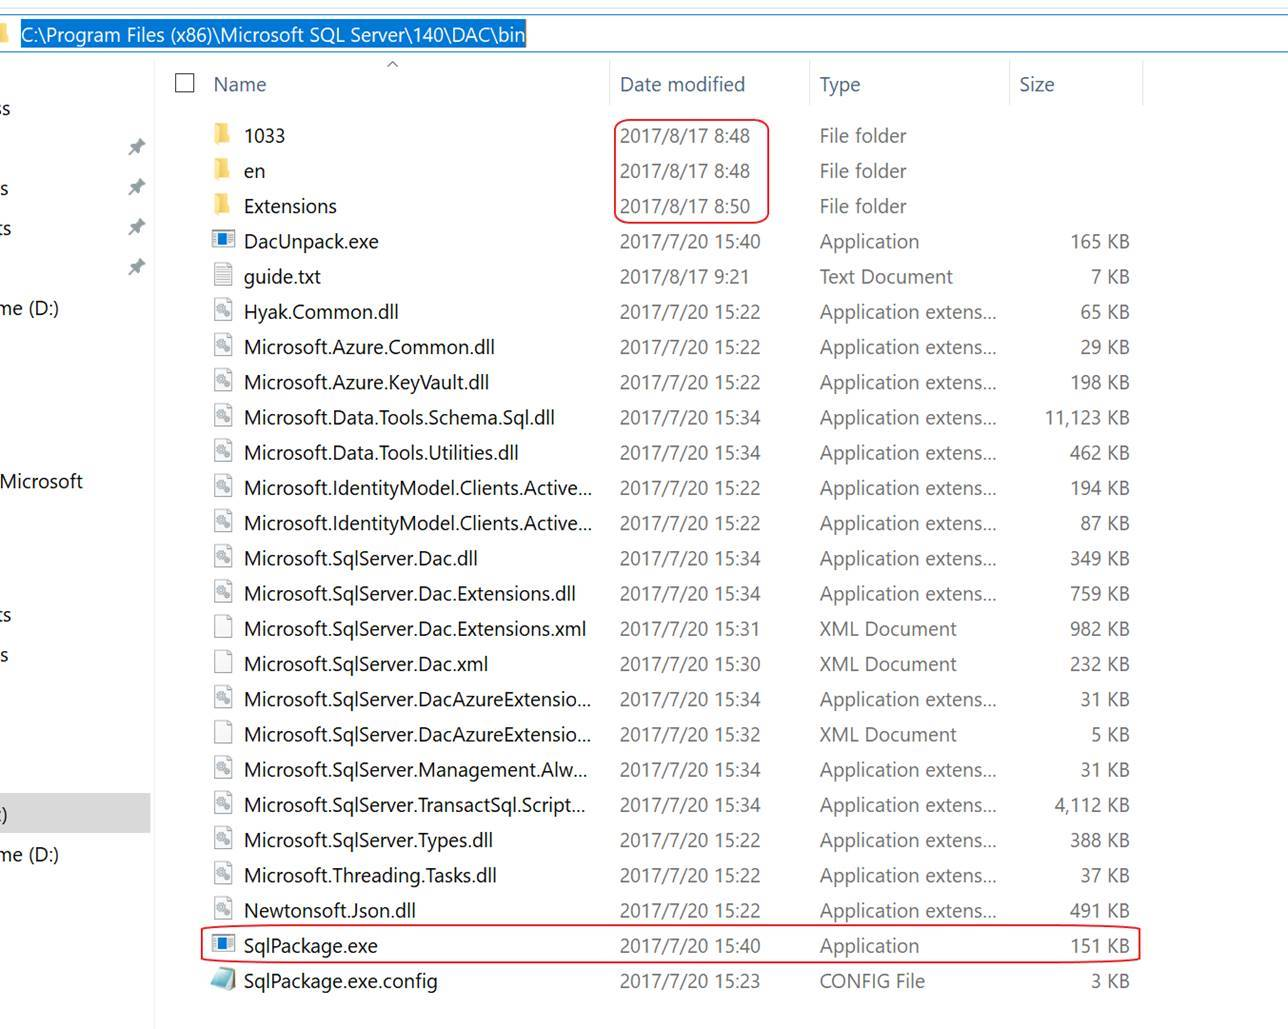 C:\Program Files (x86)\Microsoft SQL Server\140\DAC\bin
Name Date modified Type Size
1033 2017/8/17 8:48 File folder
en 2017/8/17 8:48 File folder
Extensions 2017/8/17 8:50 File folder
DacUnpack.exe 2017/7/20 15:40 Application 165 KB
guide.txt 2017/8/17 9:21 Text Document 7 KB
Hyak.Common.dll 2017/7/20 15:22 Application extens... 65 KB
me (D:)
Microsoft.Azure.Common.dll 2017/7/20 15:22 Application extens... 29 KB
Microsoft.Azure.KeyVault.dll 2017/7/20 15:22 Application extens... 198 KB
Microsoft.Data.Tools.Schema.Sql.dll 2017/7/20 15:34 Application extens... 11,123 KB
Microsoft.Data.Tools.Utilities.dll 2017/7/20 15:34 Application extens... 462 KB
Microsoft
Microsoft.IdentityModel.Clients.Active... 2017/7/20 15:22 Application extens... 194 KB
Microsoft.IdentityModel.Clients.Active... 2017/7/20 15:22 Application extens... 87 KB
Microsoft.SqlServer.Dac.dll 2017/7/20 15:34 Application extens... 349 KB
Microsoft.SqlServer.Dac.Extensions.dll 2017/7/20 15:34 Application extens... 759 KB
Microsoft.SqlServer.Dac.Extensions.xml 2017/7/20 15:31 XML Document 982 KB
Microsoft.SqlServer.Dac.xml 2017/7/20 15:30 XML Document 232 KB
Microsoft.SqlServer.DacAzureExtensio... 2017/7/20 15:34 Application extens... 31 KB
Microsoft.SqlServer.DacAzureExtensio... 2017/7/20 15:32 XML Document 5 KB
Microsoft.SqlServer.Management.Alw... 2017/7/20 15:34 Application extens... 31 KB
Microsoft.SqlServer.TransactSql.Script... 2017/7/20 15:34 Application extens... 4,112 KB
Microsoft.SqlServer.Types.dll 2017/7/20 15:22 Application extens... 388 KB
me (D:)
Microsoft.Threading.Tasks.dll 2017/7/20 15:22 Application extens... 37 KB
Newtonsoft.Json.dll 2017/7/20 15:22 Application extens... 491 KB
SqlPackage.exe 2017/7/20 15:40 Application 151 KB
SqlPackage.exe.config 2017/7/20 15:23 CONFIG File 3 KB